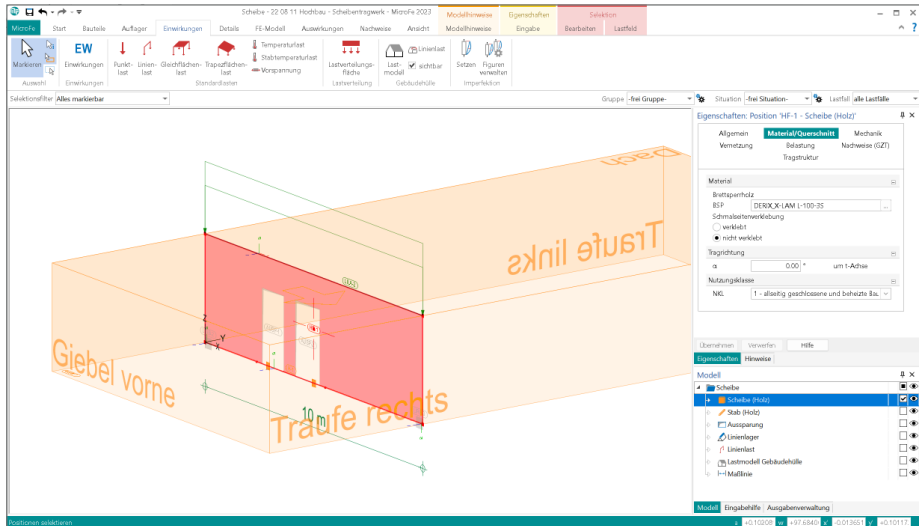 Scheibe - 22 08 11 Hochbau - Scheibentragwerk - MicroFe 2023
Modellhinweise Eigenschaften Selektion
MicroFe Start Bauteile Auflager Einwirkungen Details FE-Modell Auswirkungen Nachweise Ansicht Modellhinweise Eingabe Bearbeiten Lastfeld
Markieren
EW
Einwirkungen
Punkt- last
Linien- last
Gleichflächen- last
Trapezflächen- last
Temperaturlast
Stabtemperaturlast
Vorspannung
Lastverteilungs- fläche
Last- modell
Linienlast
sichtbar
Setzen
Figuren verwalten
Auswahl Einwirkungen Standardlasten Lastverteilung Gebäudehülle Imperfektion
Selektionsfilter Alles markierbar Gruppe -frei Gruppe- Situation -frei Situation- Lastfall alle Lastfälle
Dach
Traufe links
Giebel vorne
Traufe rechts
10 m
Z
Y
X
Eigenschaften: Position 'HF-1 - Scheibe (Holz)'
Allgemein Material/Querschnitt Mechanik
Vernetzung Belastung Nachweise (GZT)
Tragstruktur
Material
Brettsperrholz
BSP DERIX_X-LAM L-100-3S ...
Schmalseitenverklebung
verklebt
nicht verklebt
Tragrichtung
α 0.00 ° um t-Achse
Nutzungsklasse
NKL 1 - allseitig geschlossene und beheizte Bau.
Übernehmen Verwerfen Hilfe
Eigenschaften Hinweise
Modell
Scheibe
Scheibe (Holz)
Stab (Holz)
Aussparung
Linienlager
Linienlast
Lastmodell Gebäudehülle
Maßlinie
Modell Eingabehilfe Ausgabenverwaltung
Positionen selektieren